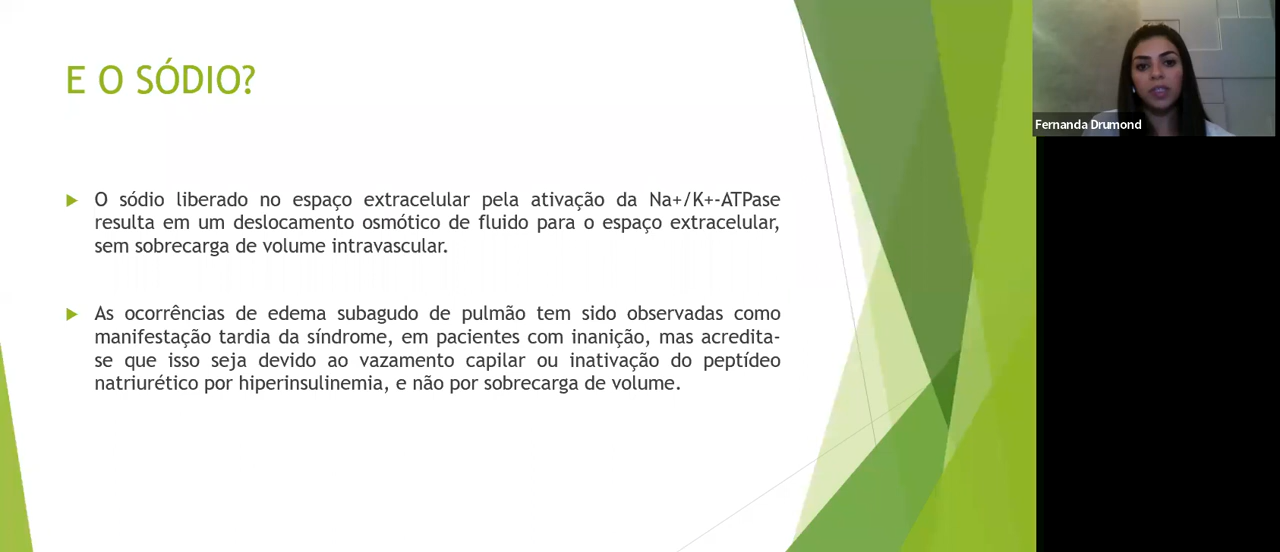 E O SÓDIO?
Fernanda Drumond
O sódio liberado no espaço extracelular pela ativação da Na+/K+-ATPase
resulta em um deslocamento osmótico de fluido para o espaço extracelular,
sem sobrecarga de volume intravascular.
As ocorrências de edema subagudo de pulmão tem sido observadas como
manifestação tardia da síndrome, em pacientes com inanição, mas acredita-
se que isso seja devido ao vazamento capilar ou inativação do peptídeo
natriurético por hiperinsulinemia, e não por sobrecarga de volume.